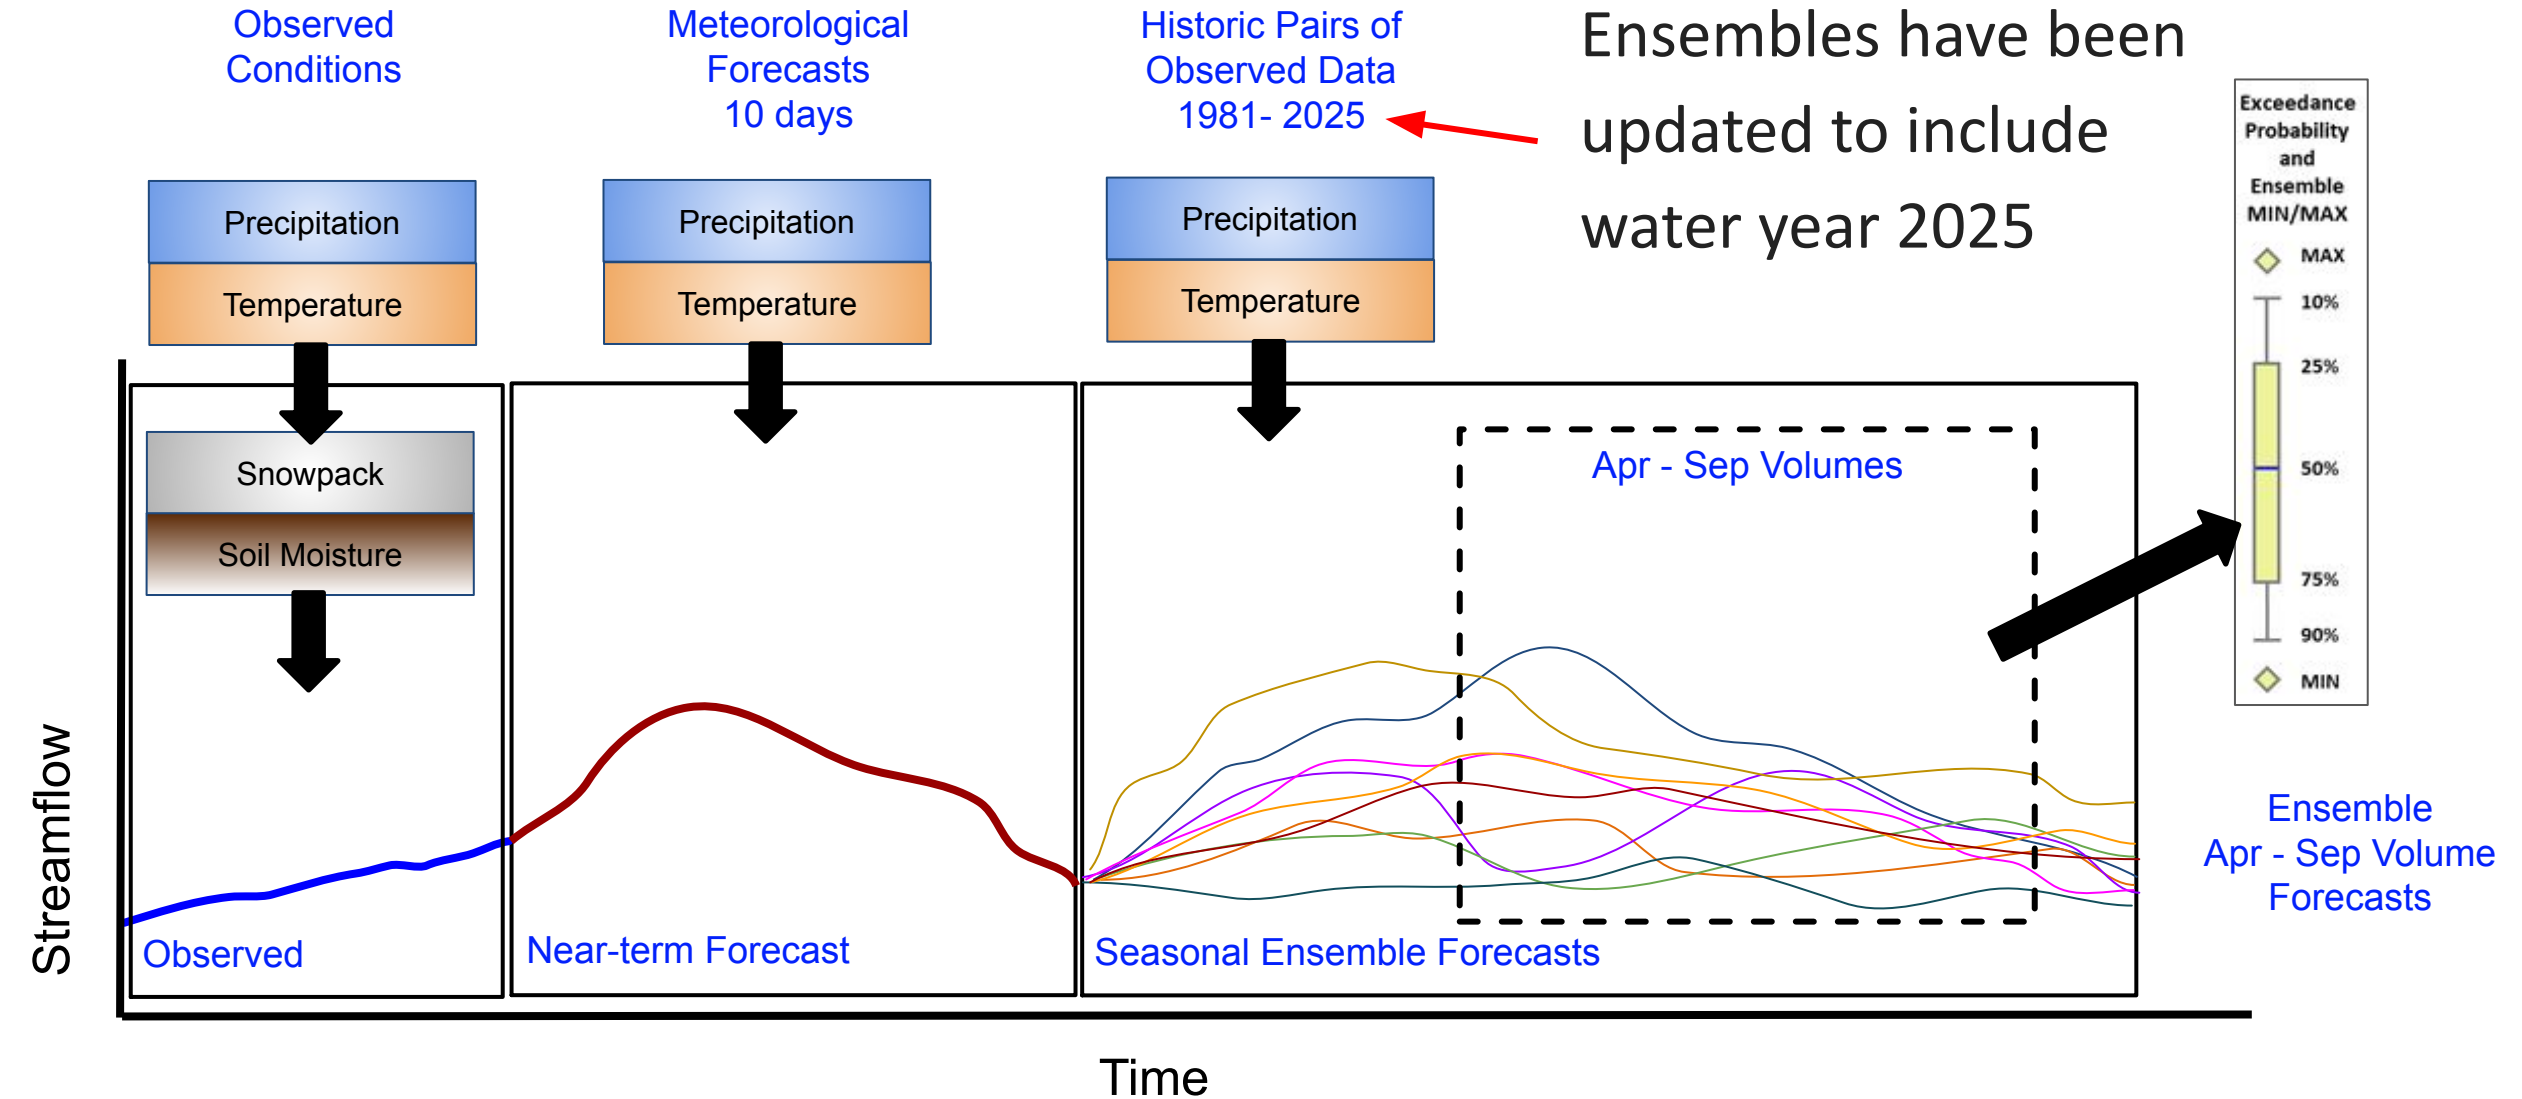 Observed
Conditions
Meteorological
Forecasts
10 days
Historic Pairs of
Observed Data
1981- 2025
Ensembles have been
updated to include
water year 2025
Precipitation
Temperature
Precipitation
Temperature
Precipitation
Temperature
Snowpack
Soil Moisture
Apr - Sep Volumes
Exceedance
Probability
and
Ensemble
MIN/MAX
MAX
10%
25%
50%
75%
90%
MIN
Streamflow
Observed
Near-term Forecast
Seasonal Ensemble Forecasts
Ensemble
Apr - Sep Volume
Forecasts
Time